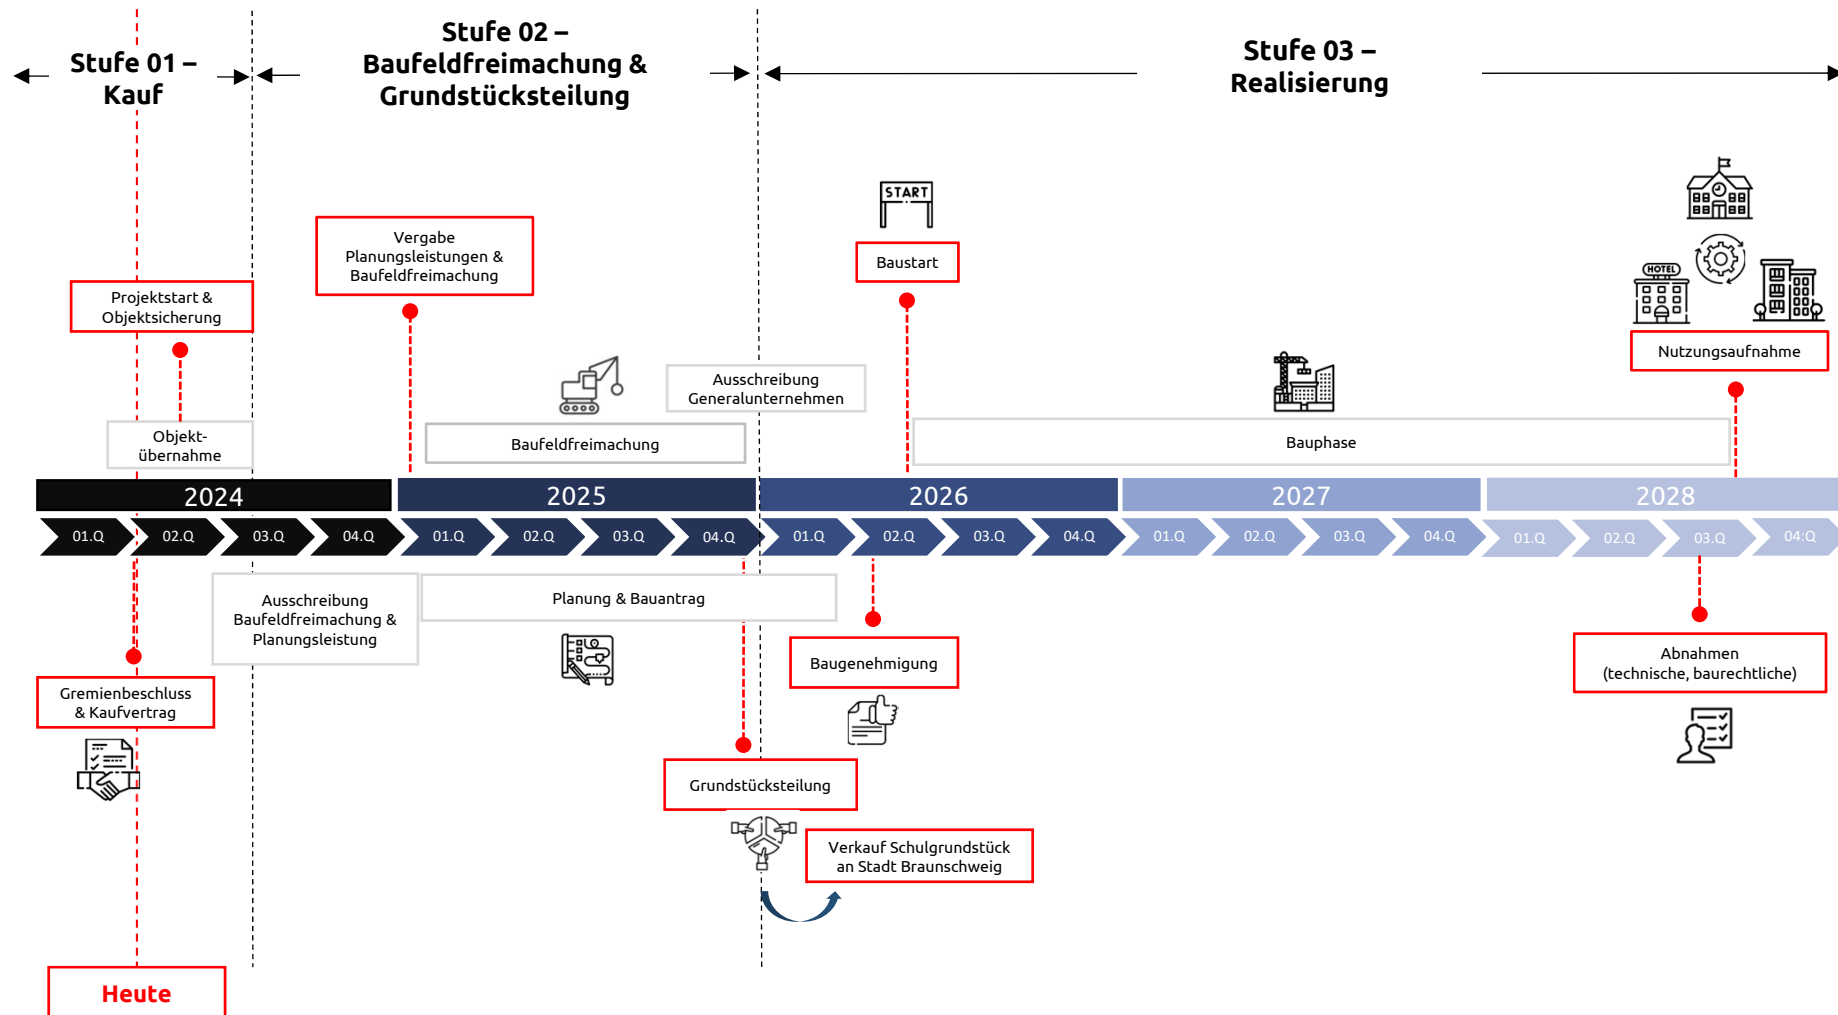 Stufe 01 –
Kauf
Stufe 02 –
Baufeldfreimachung &
Grundstücksteilung
Stufe 03 –
Realisierung
START
Vergabe
Planungsleistungen &
Baufeldfreimachung
Baustart
HOTEL
Projektstart &
Objektsicherung
Nutzungsaufnahme
Ausschreibung
Generalunternehmen
Objekt-
übernahme
Baufeldfreimachung
Bauphase
2024
2025
2026
2027
2028
01.Q
02.Q
03.Q
04.Q
01.Q
02.Q
03.Q
04.Q
01.Q
02.Q
03.Q
04.Q
01.Q
02.Q
03.Q
04.Q
01.Q
02.Q
03.Q
04:Q
Ausschreibung
Baufeldfreimachung &
Planungsleistung
Planung & Bauantrag
Baugenehmigung
Abnahmen
(technische, baurechtliche)
Gremienbeschluss
& Kaufvertrag
Grundstücksteilung
Verkauf Schulgrundstück
an Stadt Braunschweig
Heute